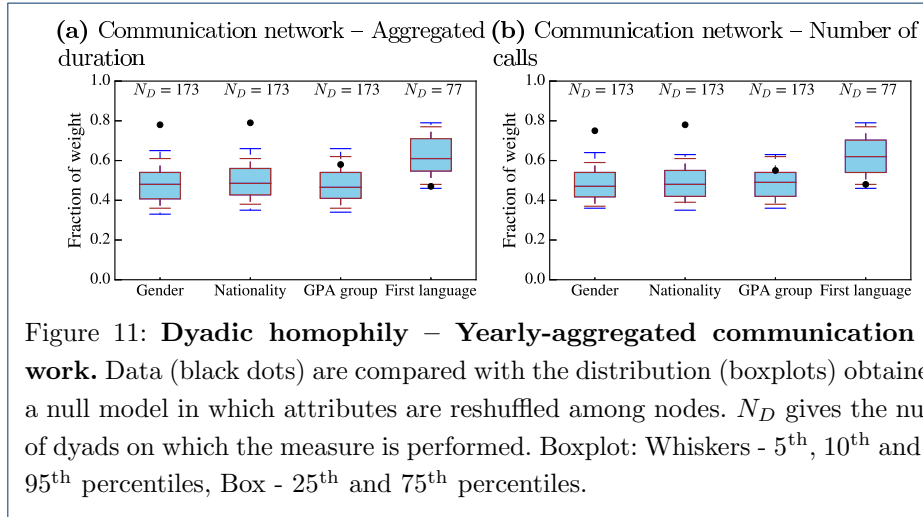 (a) Communication network – Aggregated
duration
(b) Communication network – Number of
calls
1.0
0.8
0.6
0.4
0.2
0.0
Fraction of weight
N_D = 173
N_D = 173
N_D = 173
N_D = 77
Gender
Nationality
GPA group
First language
1.0
0.8
0.6
0.4
0.2
0.0
Fraction of weight
N_D = 173
N_D = 173
N_D = 173
N_D = 77
Gender
Nationality
GPA group
First language
Figure 11: Dyadic homophily – Yearly-aggregated communication
work. Data (black dots) are compared with the distribution (boxplots)
a null model in which attributes are reshuffled among nodes. N_D gives the
of dyads on which the measure is performed. Boxplot: Whiskers - 5th, 10th and
95th percentiles, Box - 25th and 75th percentiles.